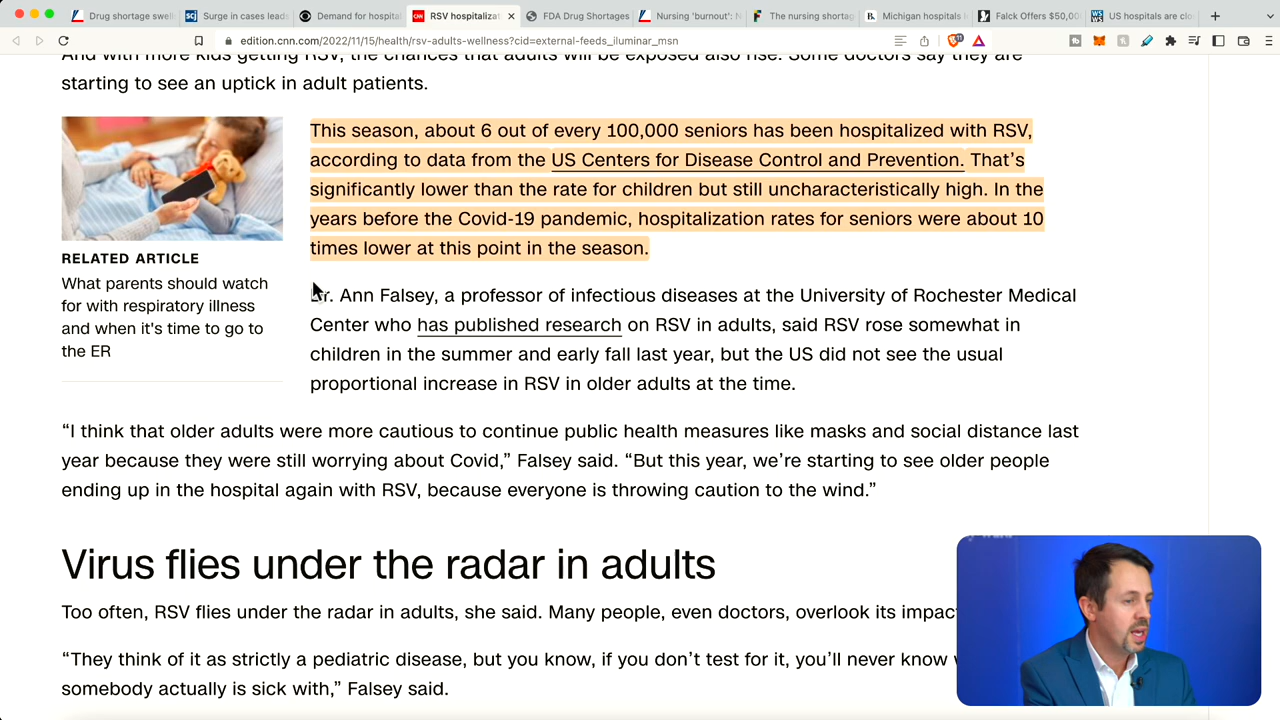 Drug shortage swell
Surge in cases leads
Demand for hospital
RSV hospitalizat
FDA Drug Shortages
Nursing 'burnout': N
The nursing shortag
Michigan hospitals
Falck Offers $50,00
US hospitals are clo
edition.cnn.com/2022/11/15/health/rsv-adults-wellness?cid=external-feeds_iluminar_msn
And with more kids getting RSV, the chances that adults will be exposed also rise. Some doctors say they are
starting to see an uptick in adult patients.
This season, about 6 out of every 100,000 seniors has been hospitalized with RSV,
according to data from the US Centers for Disease Control and Prevention. That’s
significantly lower than the rate for children but still uncharacteristically high. In the
years before the Covid-19 pandemic, hospitalization rates for seniors were about 10
times lower at this point in the season.
RELATED ARTICLE
What parents should watch
for with respiratory illness
and when it's time to go to
the ER
Dr. Ann Falsey, a professor of infectious diseases at the University of Rochester Medical
Center who has published research on RSV in adults, said RSV rose somewhat in
children in the summer and early fall last year, but the US did not see the usual
proportional increase in RSV in older adults at the time.
“I think that older adults were more cautious to continue public health measures like masks and social distance last
year because they were still worrying about Covid,” Falsey said. “But this year, we’re starting to see older people
ending up in the hospital again with RSV, because everyone is throwing caution to the wind.”
Virus flies under the radar in adults
Too often, RSV flies under the radar in adults, she said. Many people, even doctors, overlook its impac
“They think of it as strictly a pediatric disease, but you know, if you don’t test for it, you’ll never know
somebody actually is sick with,” Falsey said.